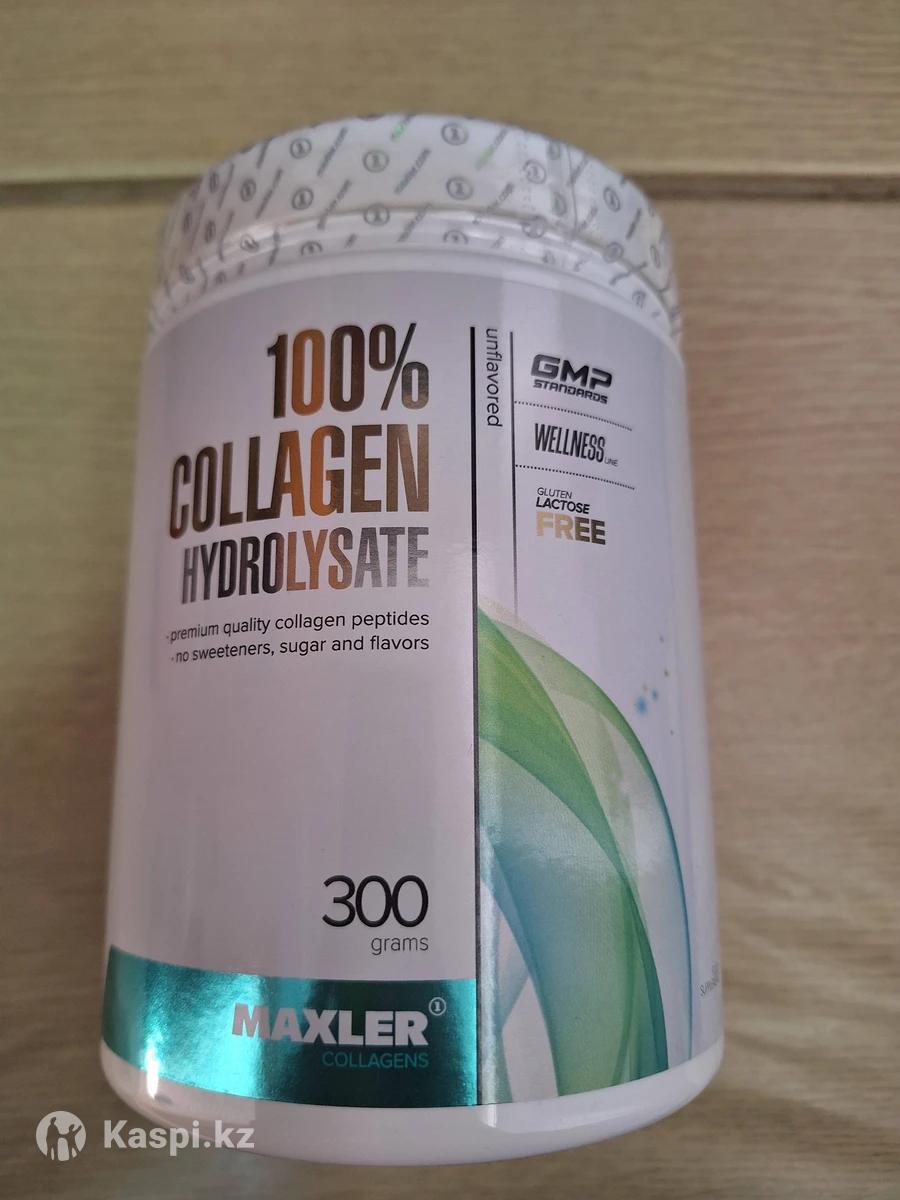 100%
COLLAGEN
HYDROLYSATE
· premium quality collagen peptides
· no sweeteners, sugar and flavors
300
grams
MAXLER 1
COLLAGENS
unflavored
GMP
STANDARDS
WELLNESS LINE
GLUTEN
LACTOSE
FREE
Kaspi.kz